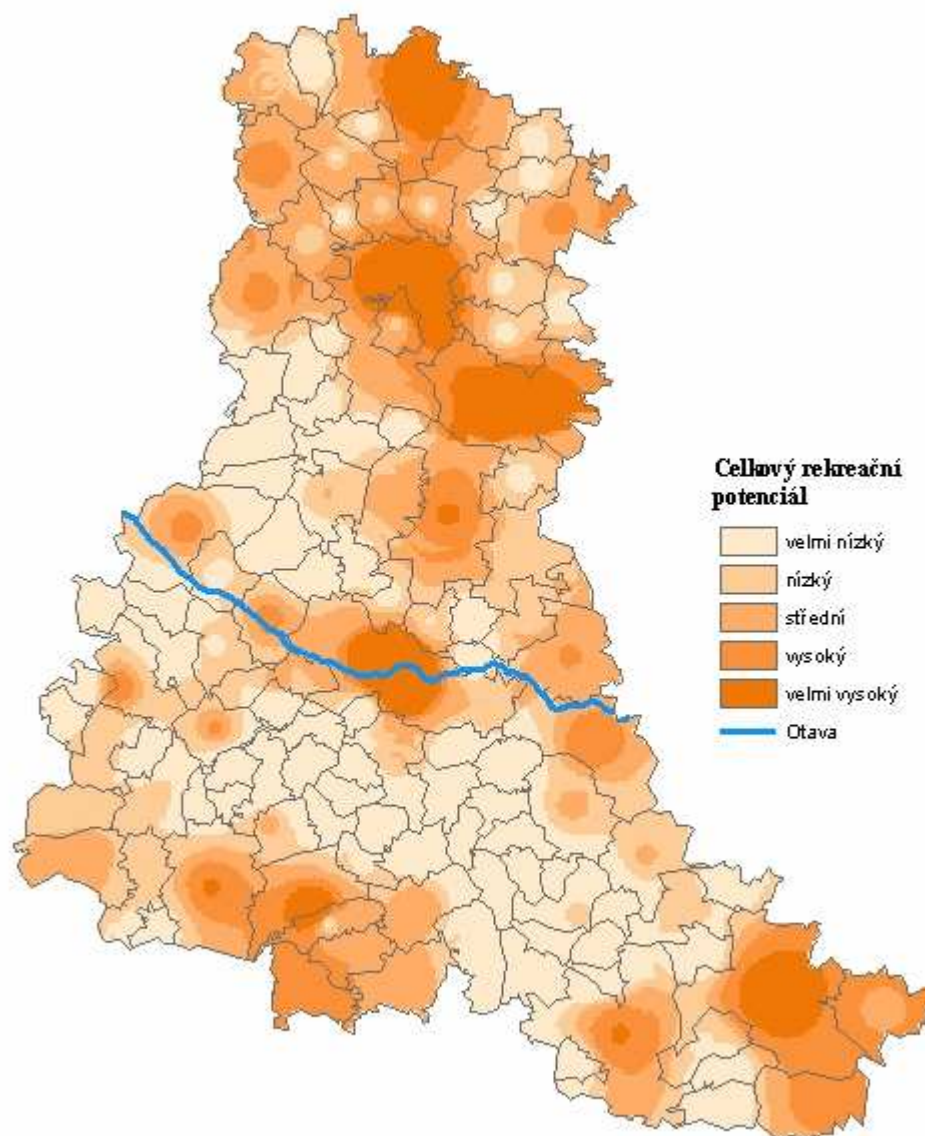 Celkový rekreační
potenciál
velmi nízký
nízký
střední
vysoký
velmi vysoký
Otava